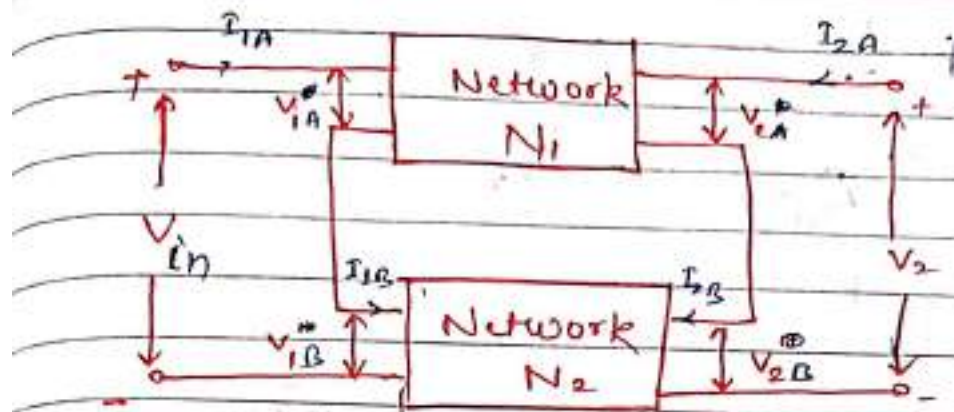 I1A
I2A
+
V1A*
Network
N1
V2A*
+
Vin
V2
I1B
I2B
V1B*
Network
N2
V2B*
-
-